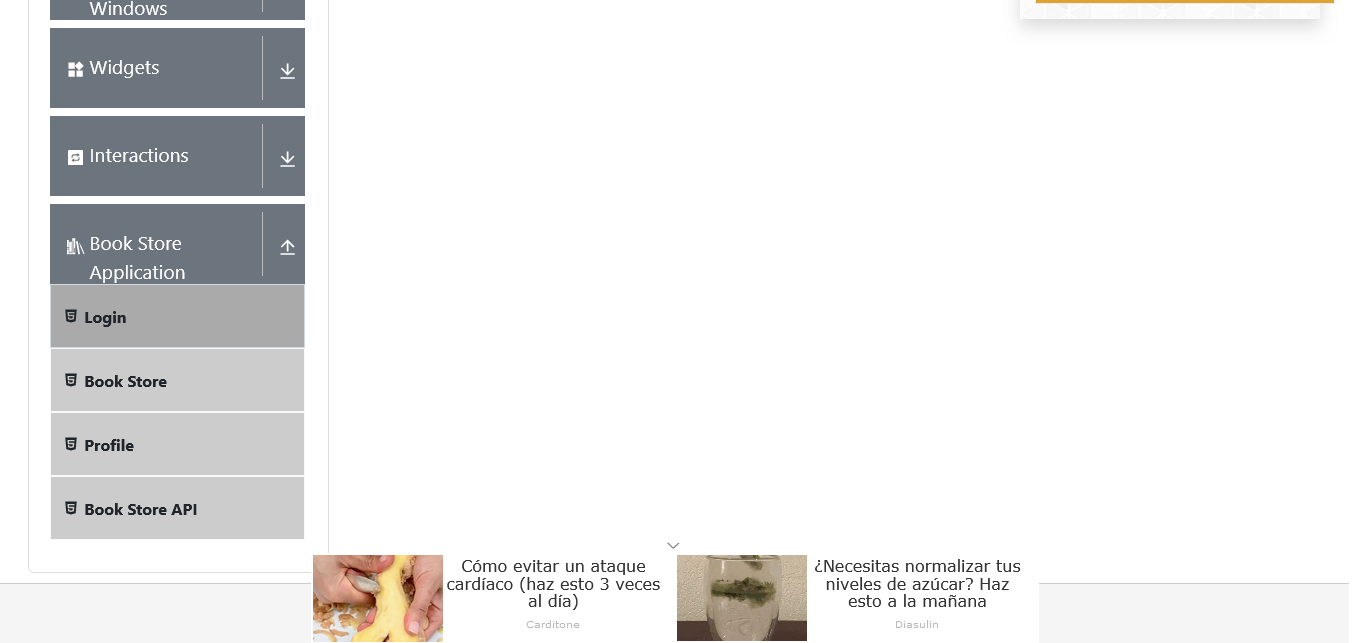 Windows
Widgets
Interactions
Book Store
Application
Login
Book Store
Profile
Book Store API
Cómo evitar un ataque
cardíaco (haz esto 3 veces
al día)
Carditone
¿Necesitas normalizar tus
niveles de azúcar? Haz
esto a la mañana
Diasulin